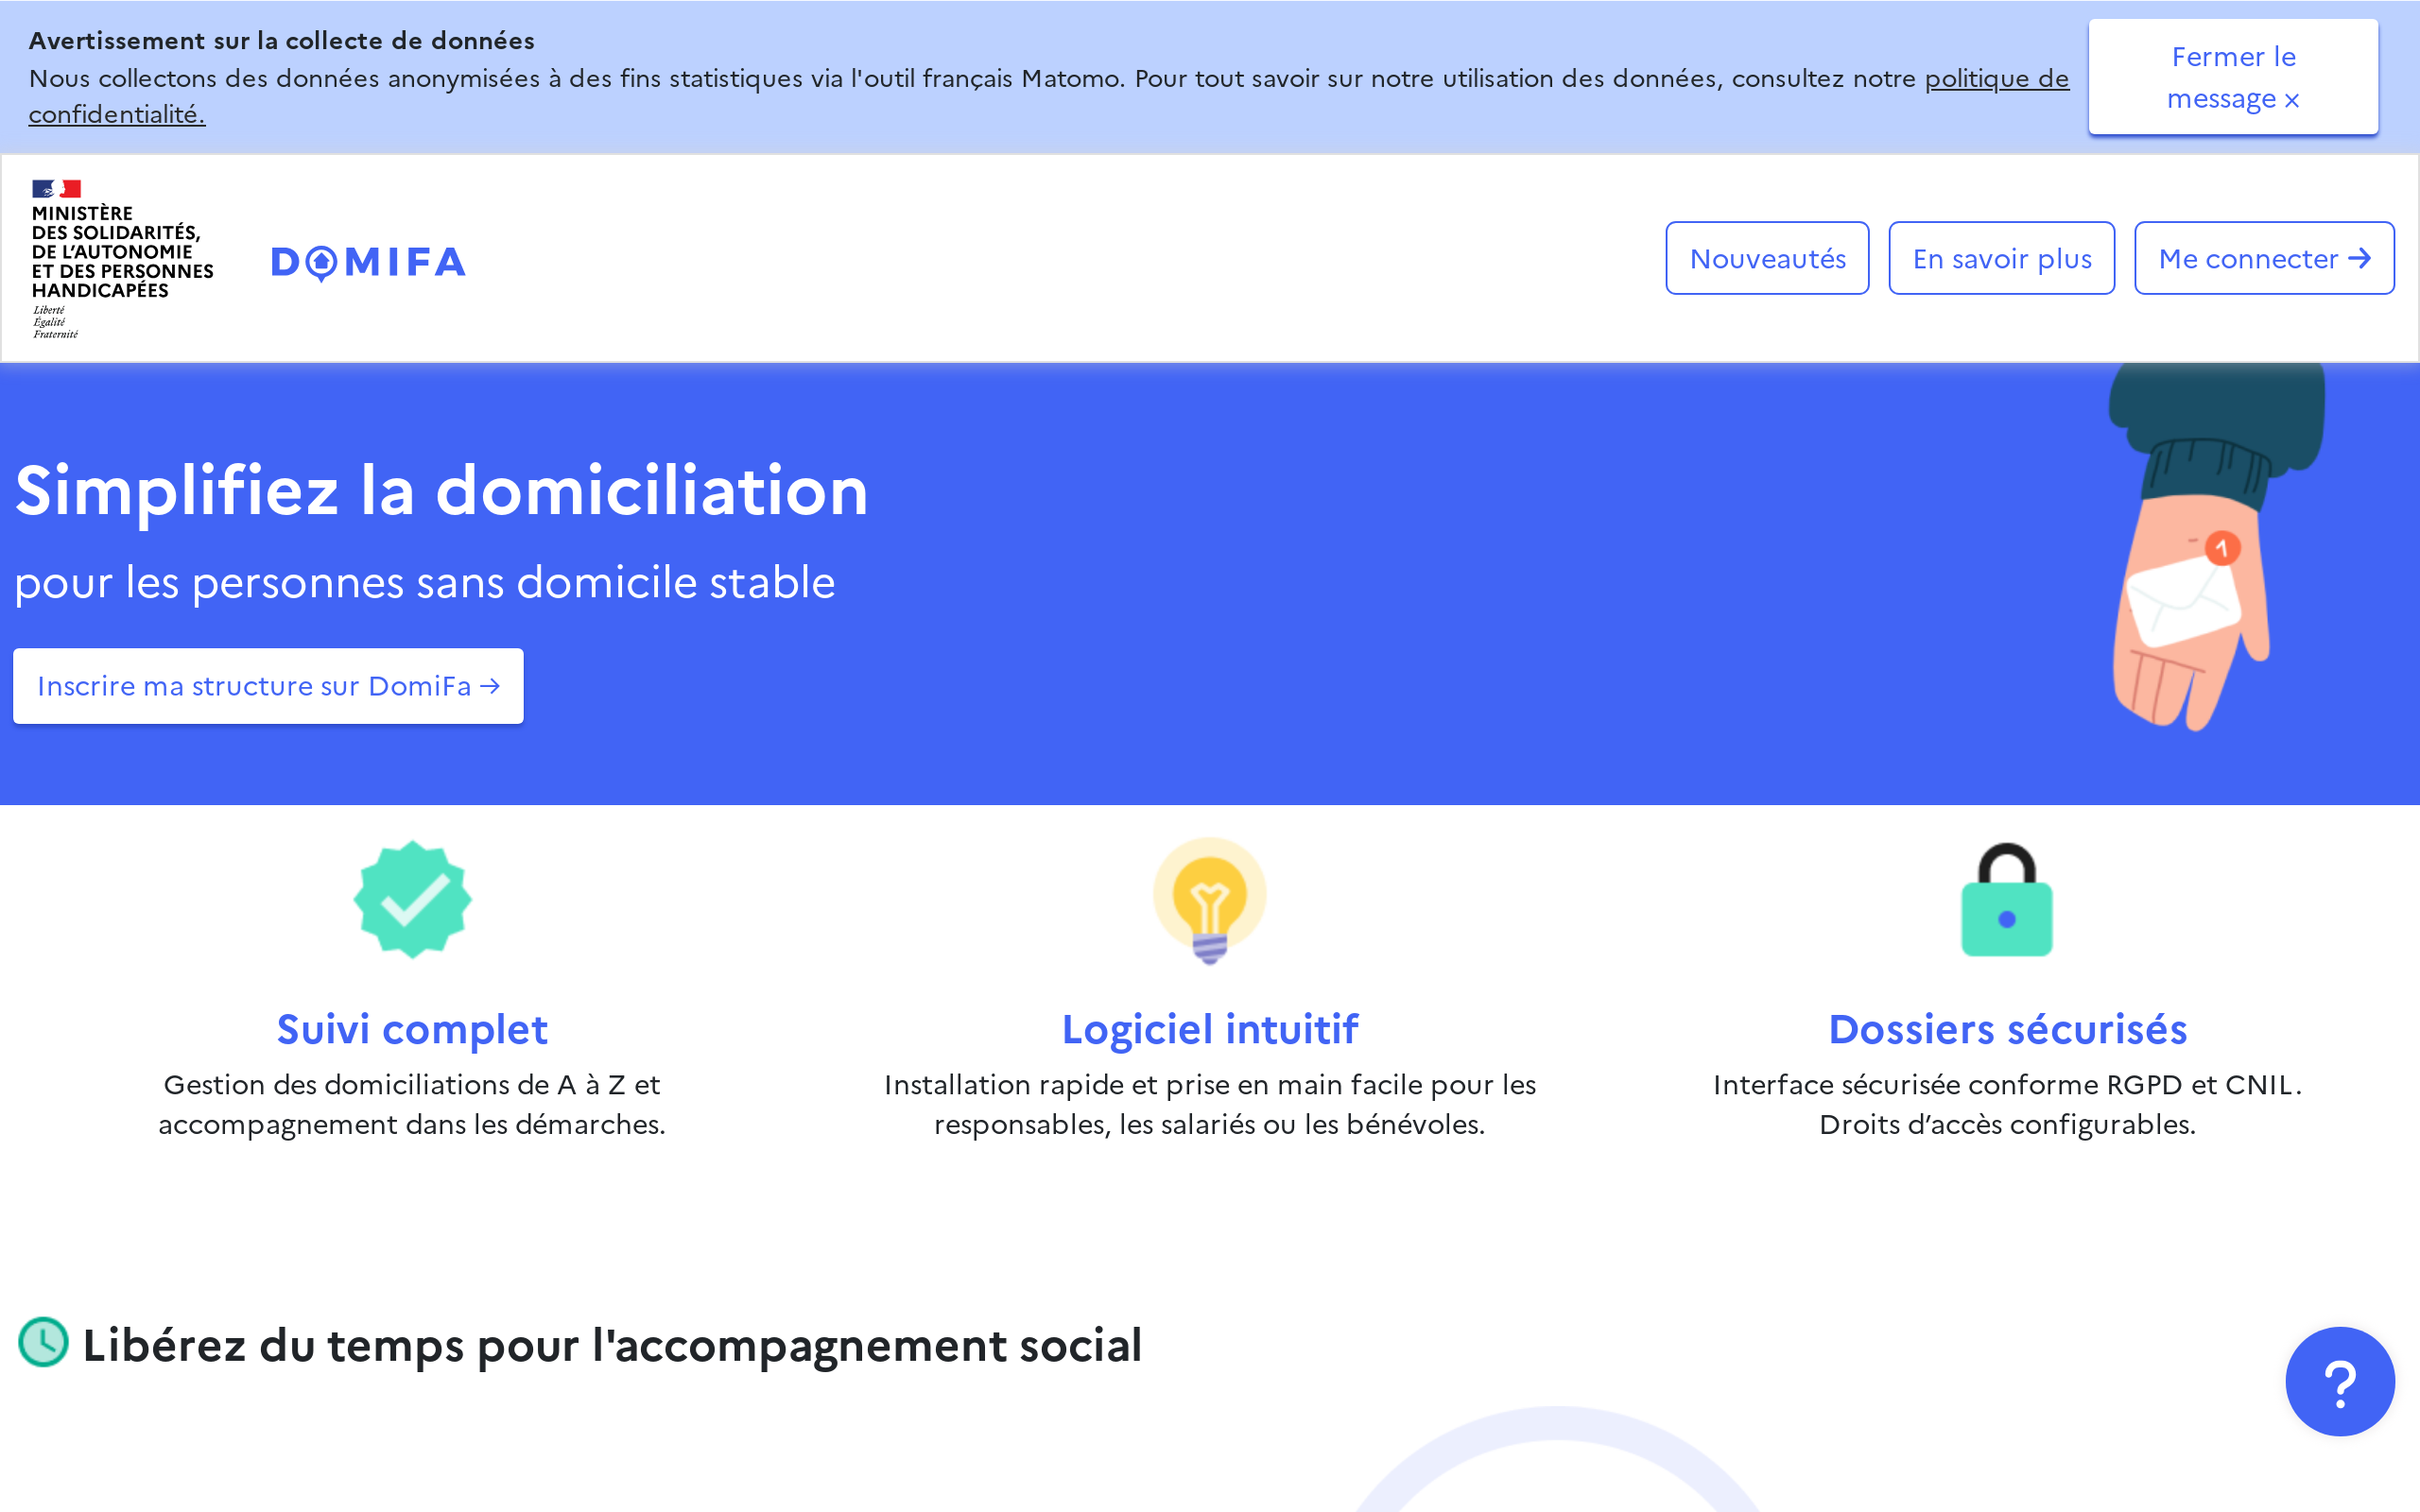 Avertissement sur la collecte de données
Nous collectons des données anonymisées à des fins statistiques via l'outil français Matomo. Pour tout savoir sur notre utilisation des données, consultez notre politique de
confidentialité.
Fermer le
message ×
MINISTÈRE
DES SOLIDARITÉS,
DE L'AUTONOMIE
ET DES PERSONNES
HANDICAPÉES
Liberté
Égalité
Fraternité
DOMIFA
Nouveautés
En savoir plus
Me connecter →
Simplifiez la domiciliation
pour les personnes sans domicile stable
Inscrire ma structure sur DomiFa →
1
Suivi complet
Gestion des domiciliations de A à Z et
accompagnement dans les démarches.
Logiciel intuitif
Installation rapide et prise en main facile pour les
responsables, les salariés ou les bénévoles.
Dossiers sécurisés
Interface sécurisée conforme RGPD et CNIL.
Droits d’accès configurables.
Libérez du temps pour l'accompagnement social
?